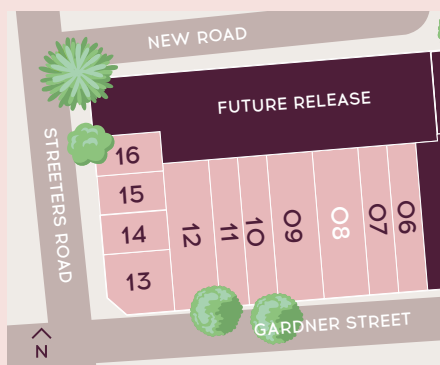 NEW ROAD
FUTURE RELEASE
STREETERS ROAD
16
15
14
13
12
11
10
09
08
07
06
GARDNER STREET
N